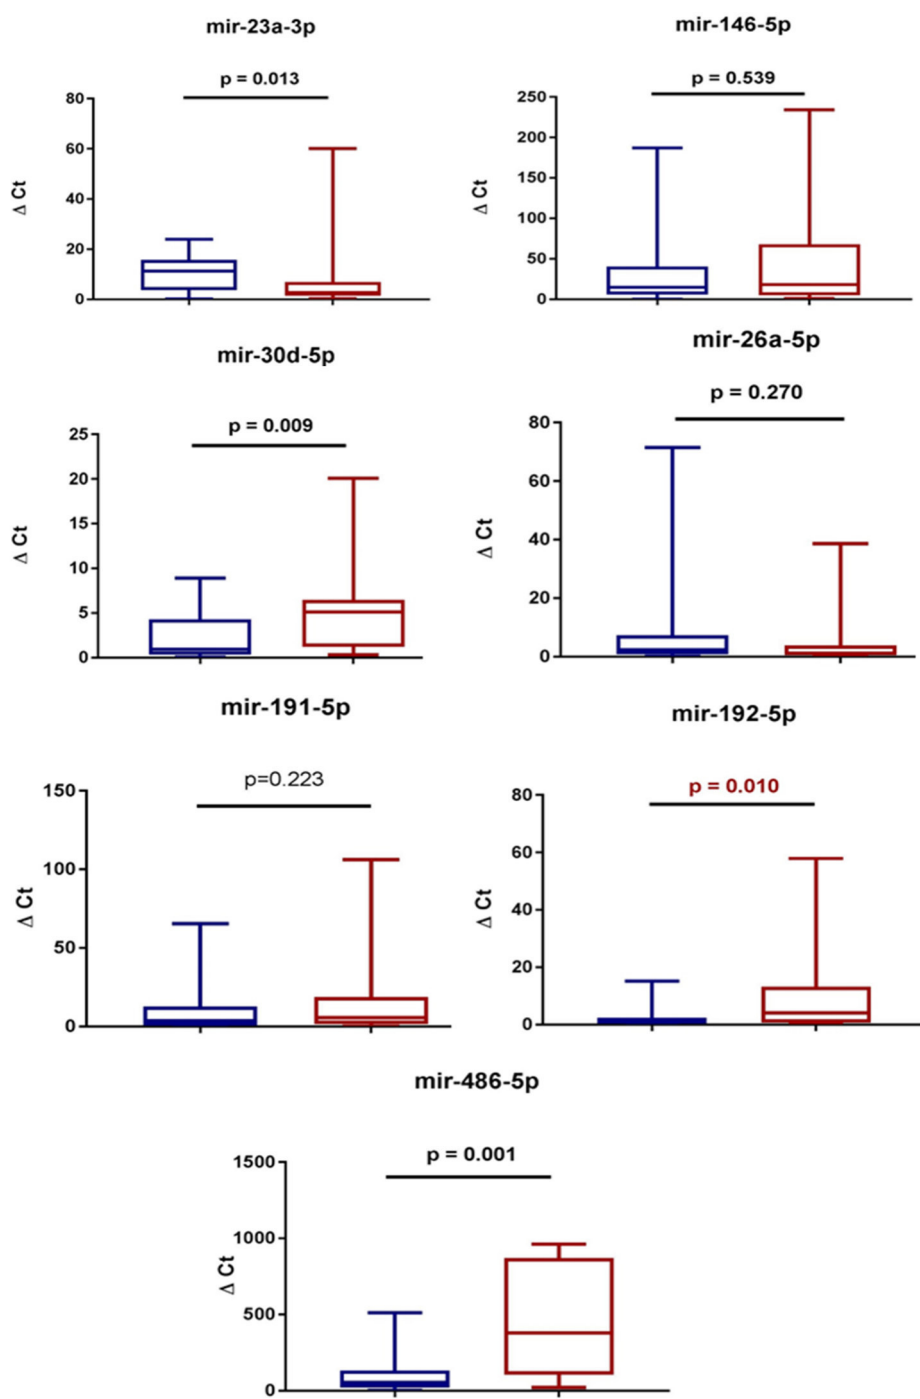 mir-23a-3p
p = 0.013
80
60
40
20
0
Δ Ct
mir-146-5p
p = 0.539
250
200
150
100
50
0
Δ Ct
mir-30d-5p
p = 0.009
25
20
15
10
5
0
Δ Ct
mir-26a-5p
p = 0.270
80
60
40
20
0
Δ Ct
mir-191-5p
p=0.223
150
100
50
0
Δ Ct
mir-192-5p
p = 0.010
80
60
40
20
0
Δ Ct
mir-486-5p
p = 0.001
1500
1000
500
0
Δ Ct